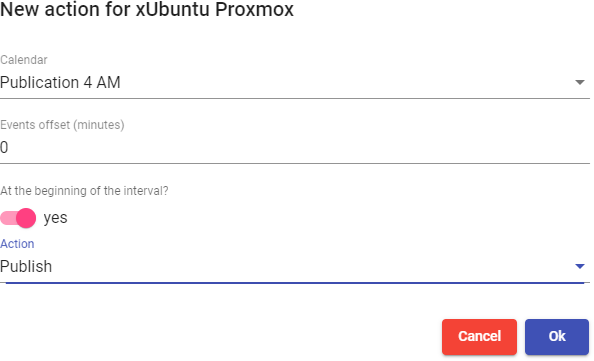 New action for xUbuntu Proxmox
Calendar
Publication 4 AM
Events offset (minutes)
0
At the beginning of the interval?
yes
Action
Publish
Cancel Ok